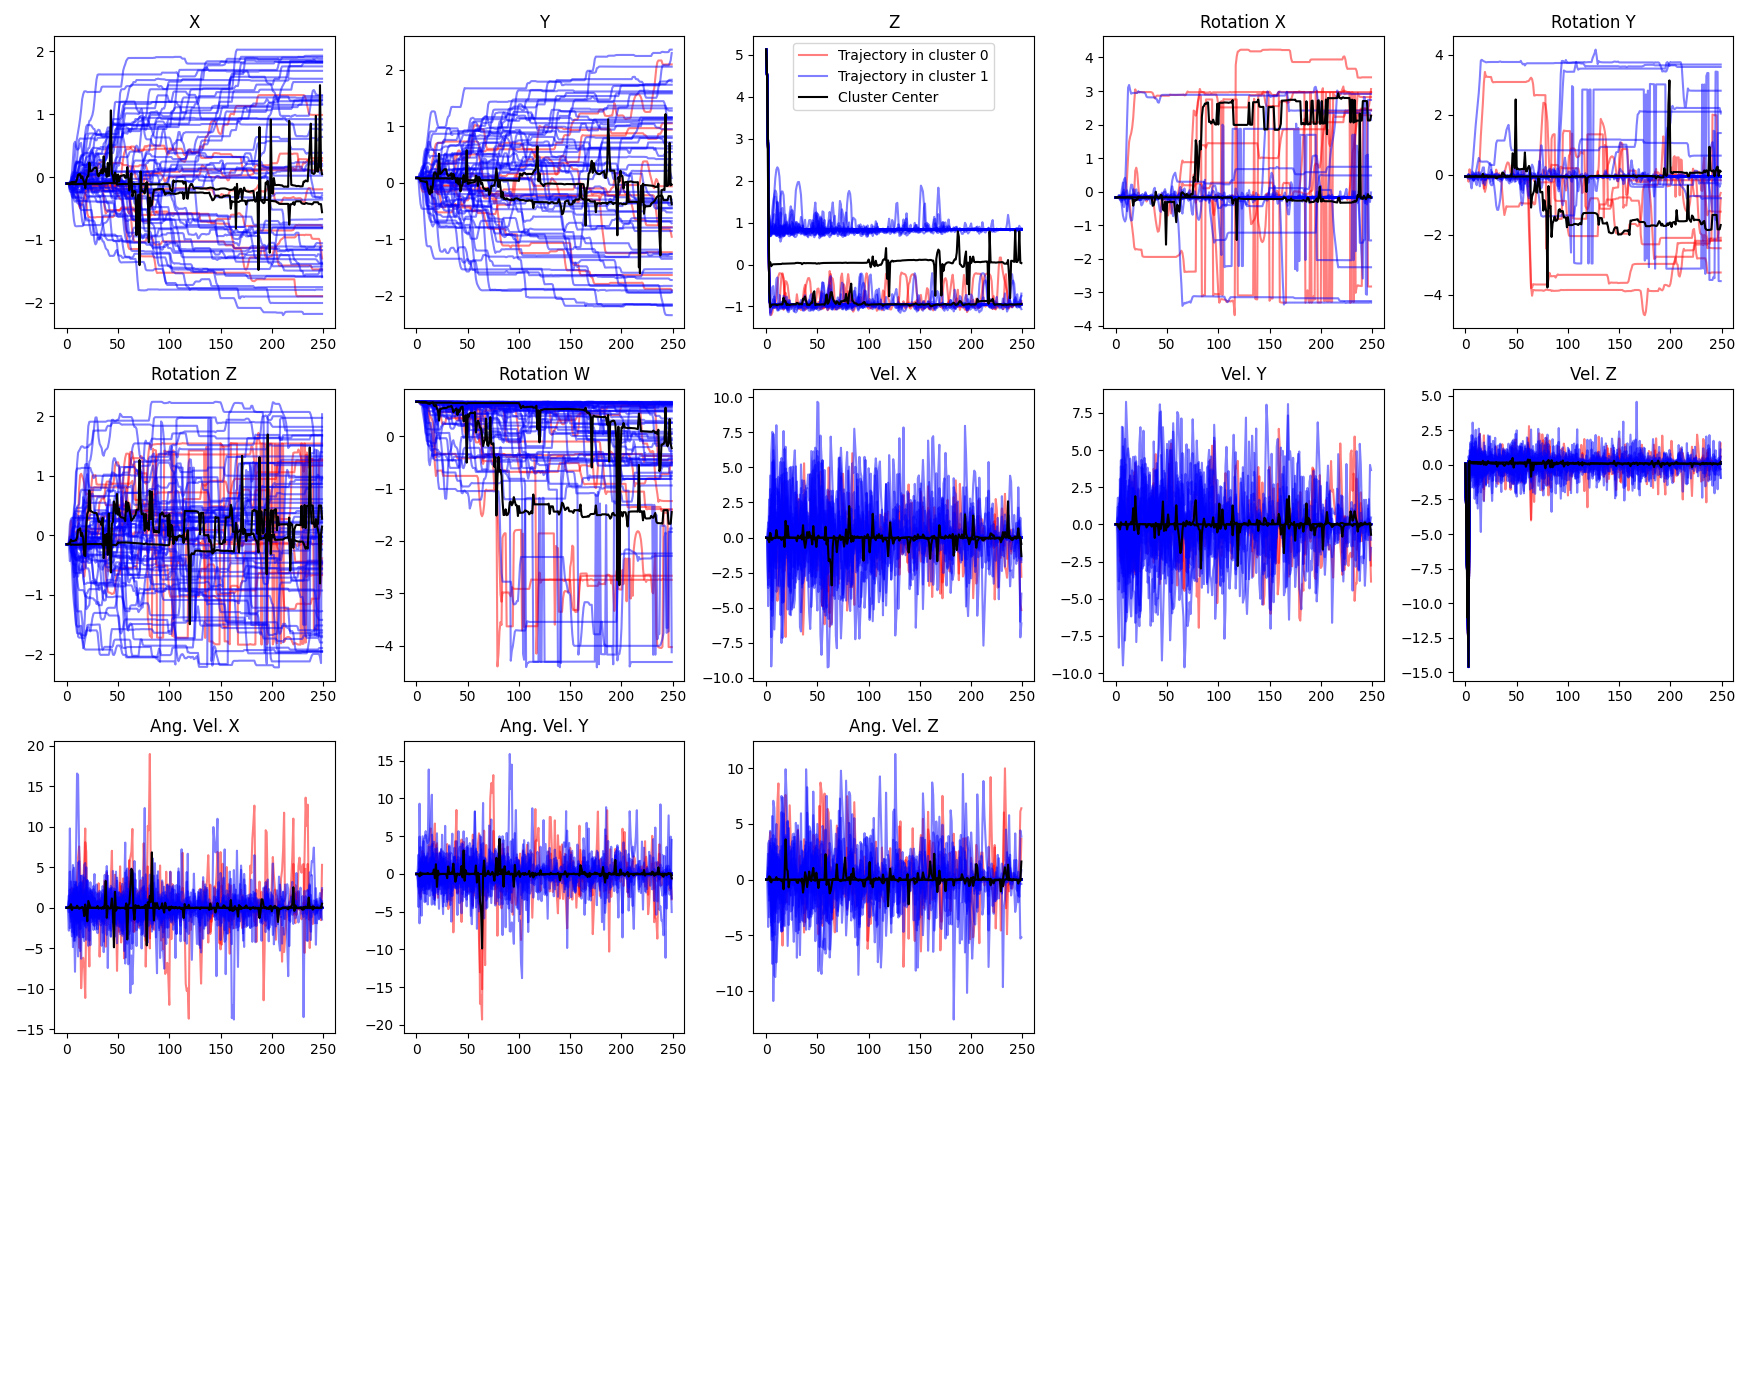 X Y Z Rotation X Rotation Y
2 1 0 −1 −2
0 50 100 150 200 250
2 1 0 −1 −2
0 50 100 150 200 250
5 4 3 2 1 0 −1
Trajectory in cluster 0
Trajectory in cluster 1
Cluster Center
0 50 100 150 200 250
4 3 2 1 0 −1 −2 −3 −4
0 50 100 150 200 250
4 2 0 −2 −4
0 50 100 150 200 250
Rotation Z Rotation W Vel. X Vel. Y Vel. Z
2 1 0 −1 −2
0 50 100 150 200 250
0 −1 −2 −3 −4
0 50 100 150 200 250
10.0 7.5 5.0 2.5 0.0 −2.5 −5.0 −7.5 −10.0
0 50 100 150 200 250
7.5 5.0 2.5 0.0 −2.5 −5.0 −7.5 −10.0
0 50 100 150 200 250
5.0 2.5 0.0 −2.5 −5.0 −7.5 −10.0 −12.5 −15.0
0 50 100 150 200 250
Ang. Vel. X Ang. Vel. Y Ang. Vel. Z
20 15 10 5 0 −5 −10 −15
0 50 100 150 200 250
15 10 5 0 −5 −10 −15 −20
0 50 100 150 200 250
10 5 0 −5 −10
0 50 100 150 200 250